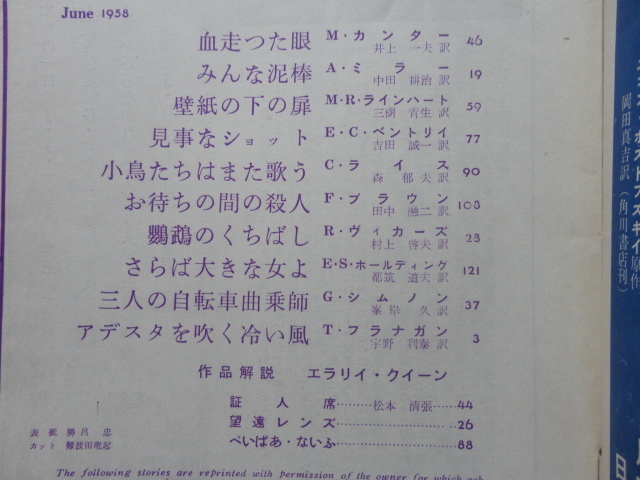 June 1958
血走つた眼 M・カンター 井上一夫訳 46
みんな泥棒 A・ミラー 中田耕治訳 19
壁紙の下の扉 M・R・ラインハート 三樹青生訳 59
見事なショット E・C・ベントリイ 吉田誠一訳 77
小鳥たちはまた歌う C・ライス 森郁夫訳 90
お待ちの間の殺人 F・ブラウン 田中融二訳 108
鸚鵡のくちばし R・ヴィカーズ 村上啓夫訳 28
さらば大きな女よ E・S・ホールディング 都筑道夫訳 121
三人の自転車曲乗師 G・シムノン 峯岸久訳 37
アデスタを吹く冷い風 T・フラナガン 宇野利泰訳 3
作品解説 エラリイ・クイーン
証人席………松本清張…44
望遠レンズ………………26
ぺいぱあ・ないふ…………88
表紙 勝呂忠
カット 難波田竜起
The following stories are reprinted with permission of the owner for which
原作
岡田真吉訳（角川書店刊）